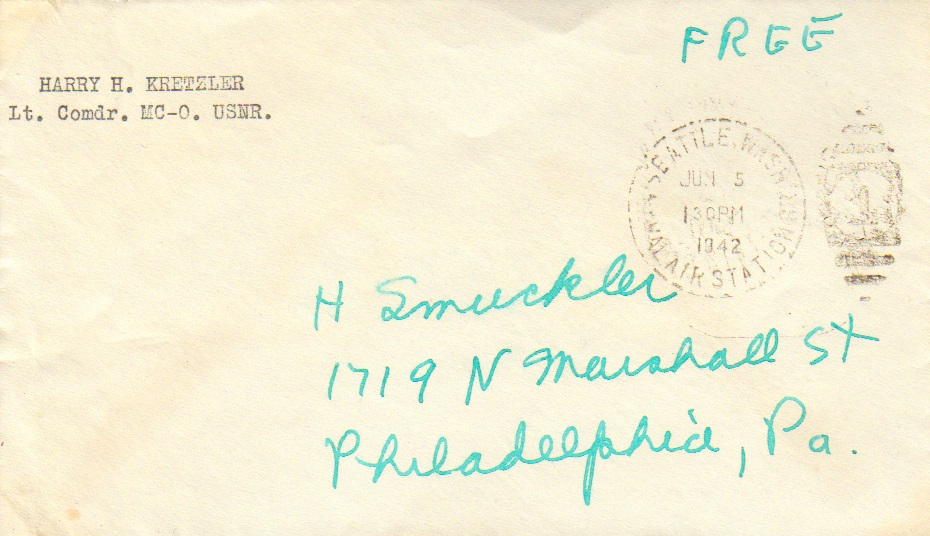 FREE
HARRY H. KRETZLER
Lt. Comdr. MC-O. USNR.
SEATTLE, WASH.
JUN 5
130PM
1942
NAVAL AIR STATION
H Smuckler
1719 N Marshall St
Philadelphia, Pa.